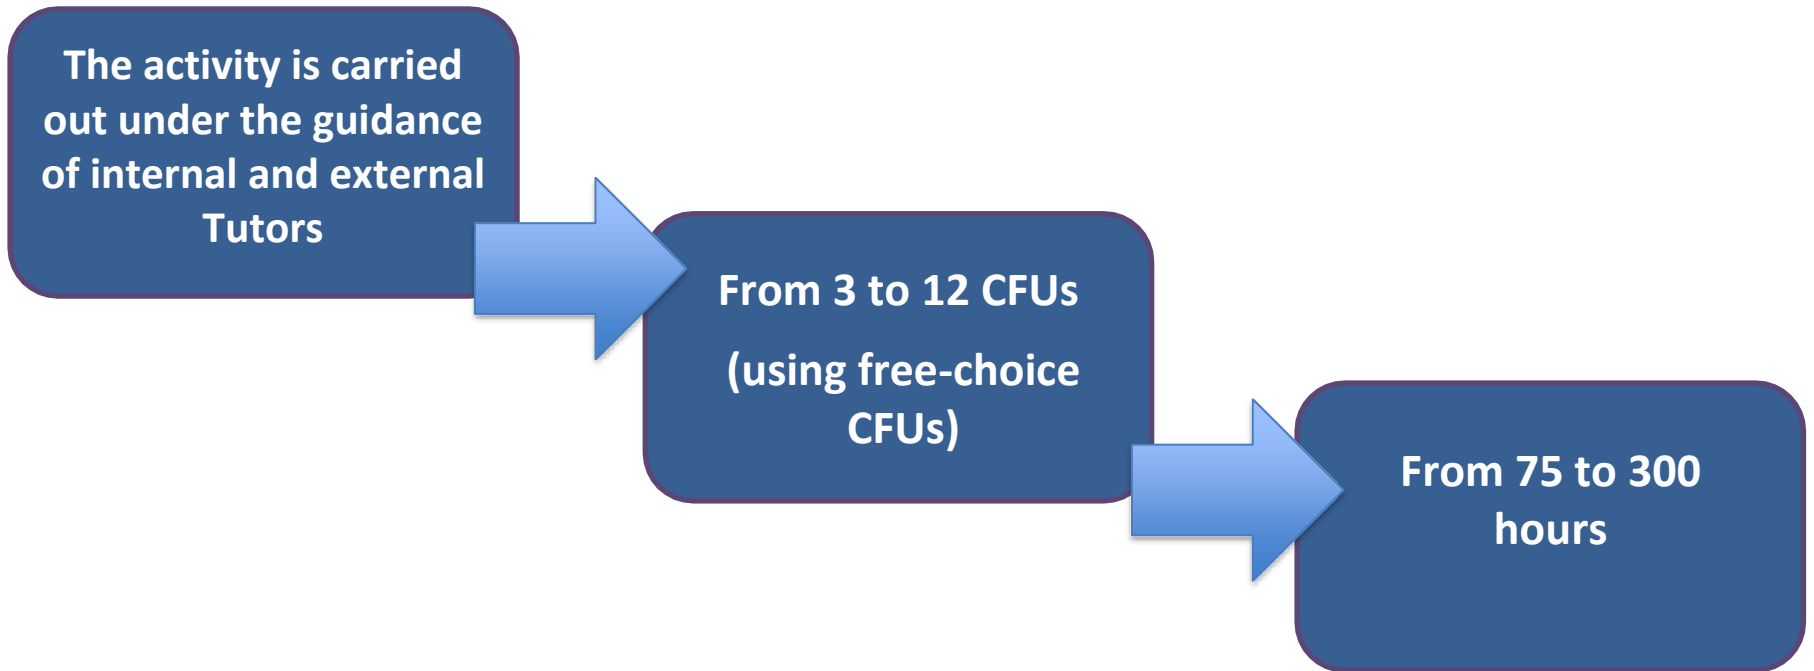 The activity is carried
out under the guidance
of internal and external
Tutors
From 3 to 12 CFUs
(using free-choice
CFUs)
From 75 to 300
hours